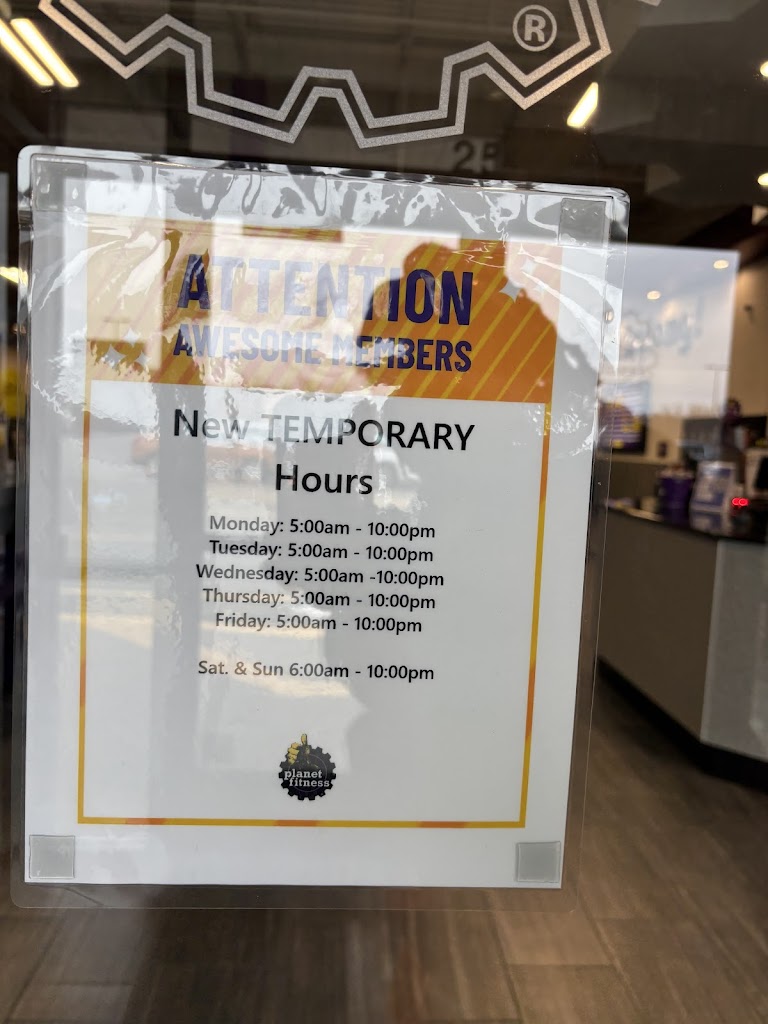 ®
25
ATTENTION
AWESOME MEMBERS
New TEMPORARY
Hours
Monday: 5:00am - 10:00pm
Tuesday: 5:00am - 10:00pm
Wednesday: 5:00am -10:00pm
Thursday: 5:00am - 10:00pm
Friday: 5:00am - 10:00pm
Sat. & Sun 6:00am - 10:00pm
planet
fitness